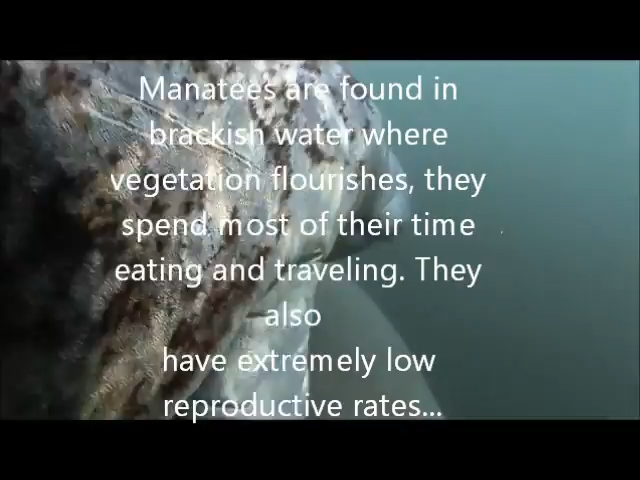 Manatees are found in
brackish water where
vegetation flourishes, they
spend most of their time
eating and traveling. They
also
have extremely low
reproductive rates...